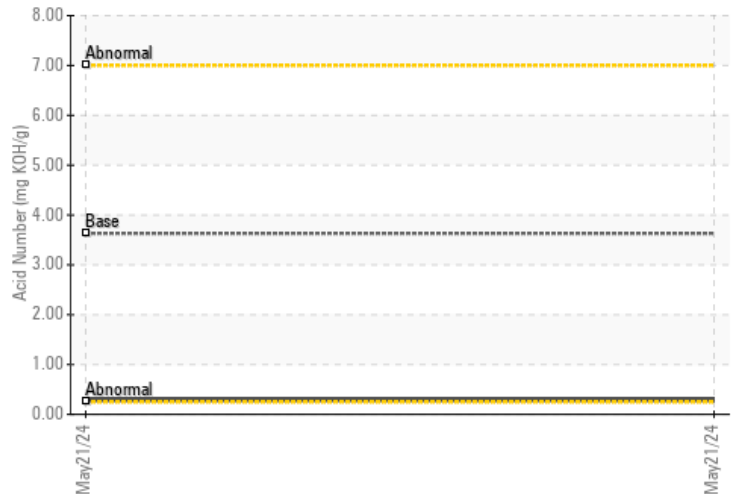 8.00
Abnormal
7.00
6.00
5.00
Acid Number (mg KOH/g)
4.00
Base
3.00
2.00
1.00
Abnormal
0.00
May21/24
May21/24